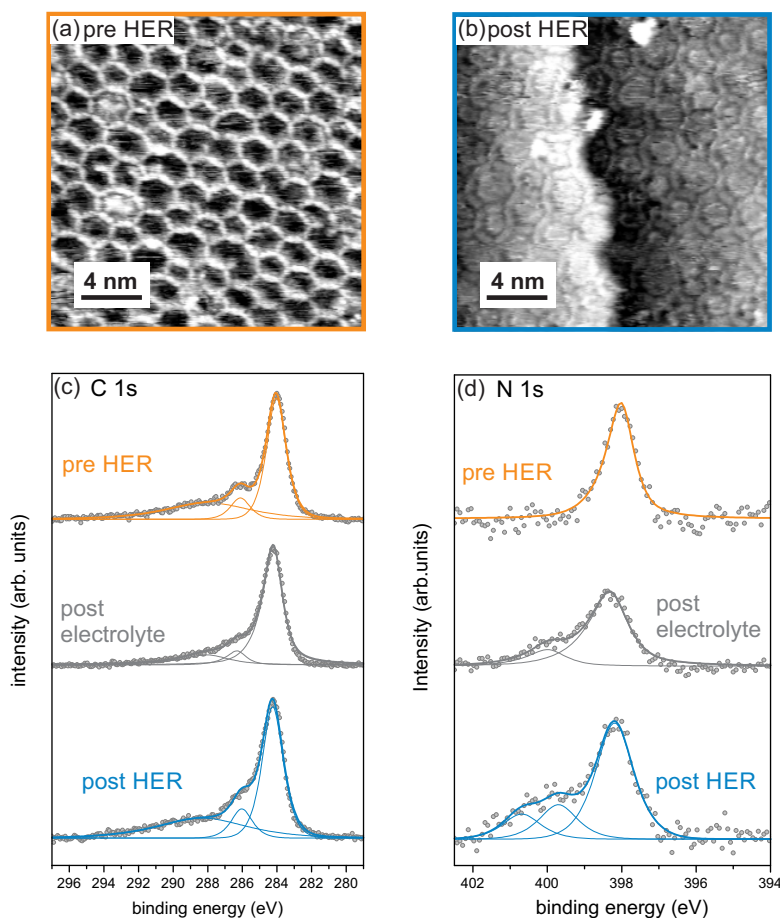 (a) pre HER
4 nm
(b) post HER
4 nm
(c) C 1s
pre HER
post
electrolyte
post HER
intensity (arb. units)
296 294 292 290 288 286 284 282 280
binding energy (eV)
(d) N 1s
pre HER
post
electrolyte
post HER
Intensity (arb.units)
402 400 398 396 394
binding energy (eV)